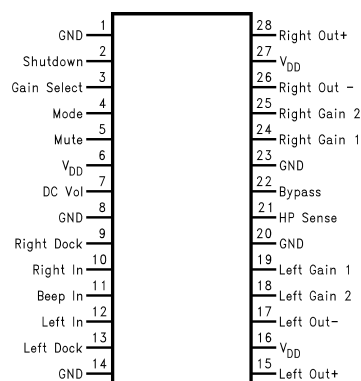 GND 1 28 Right Out+
Shutdown 2 27 VDD
Gain Select 3 26 Right Out -
Mode 4 25 Right Gain 2
Mute 5 24 Right Gain 1
VDD 6 23 GND
DC Vol 7 22 Bypass
GND 8 21 HP Sense
Right Dock 9 20 GND
Right In 10 19 Left Gain 1
Beep In 11 18 Left Gain 2
Left In 12 17 Left Out-
Left Dock 13 16 VDD
GND 14 15 Left Out+